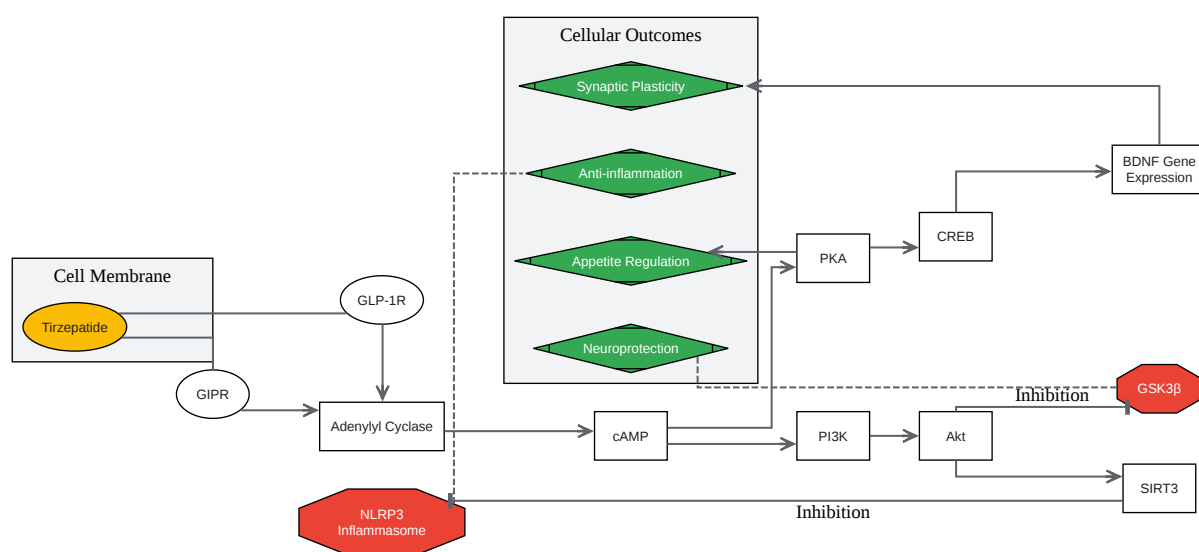 Cellular Outcomes
Synaptic Plasticity
BDNF Gene
Expression
Anti-inflammation
CREB
PKA
Appetite Regulation
Cell Membrane
GLP-1R
Tirzepatide
Neuroprotection
GIPR
GSK3β
Inhibition
Adenylyl Cyclase
cAMP
PI3K
Akt
SIRT3
NLRP3
Inflammasome
Inhibition